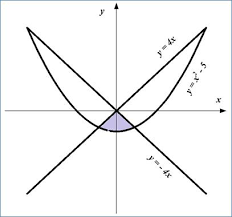 y
y = 4x
y = x² - 5
x
y = - 4x